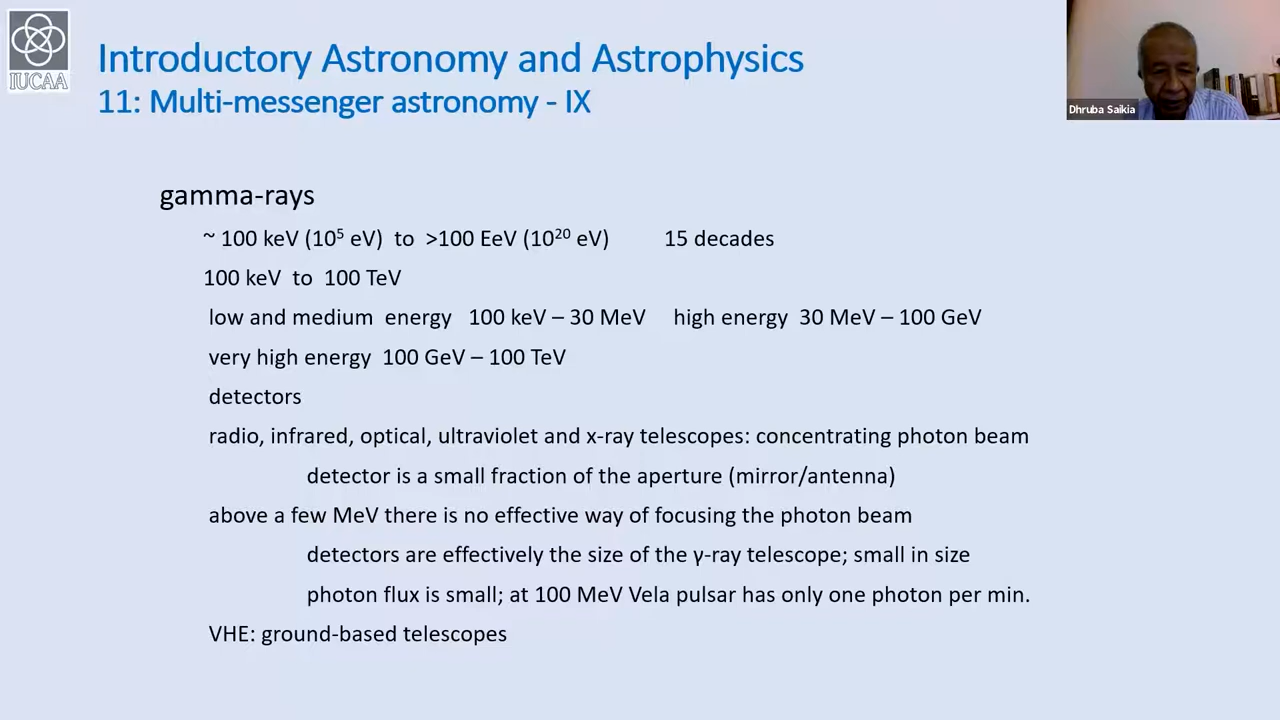 IUCAA
Introductory Astronomy and Astrophysics
11: Multi-messenger astronomy - IX
Dhruba Saikia
gamma-rays
~ 100 keV (10⁵ eV) to >100 EeV (10²⁰ eV) 15 decades
100 keV to 100 TeV
low and medium energy 100 keV – 30 MeV high energy 30 MeV – 100 GeV
very high energy 100 GeV – 100 TeV
detectors
radio, infrared, optical, ultraviolet and x-ray telescopes: concentrating photon beam
detector is a small fraction of the aperture (mirror/antenna)
above a few MeV there is no effective way of focusing the photon beam
detectors are effectively the size of the γ-ray telescope; small in size
photon flux is small; at 100 MeV Vela pulsar has only one photon per min.
VHE: ground-based telescopes